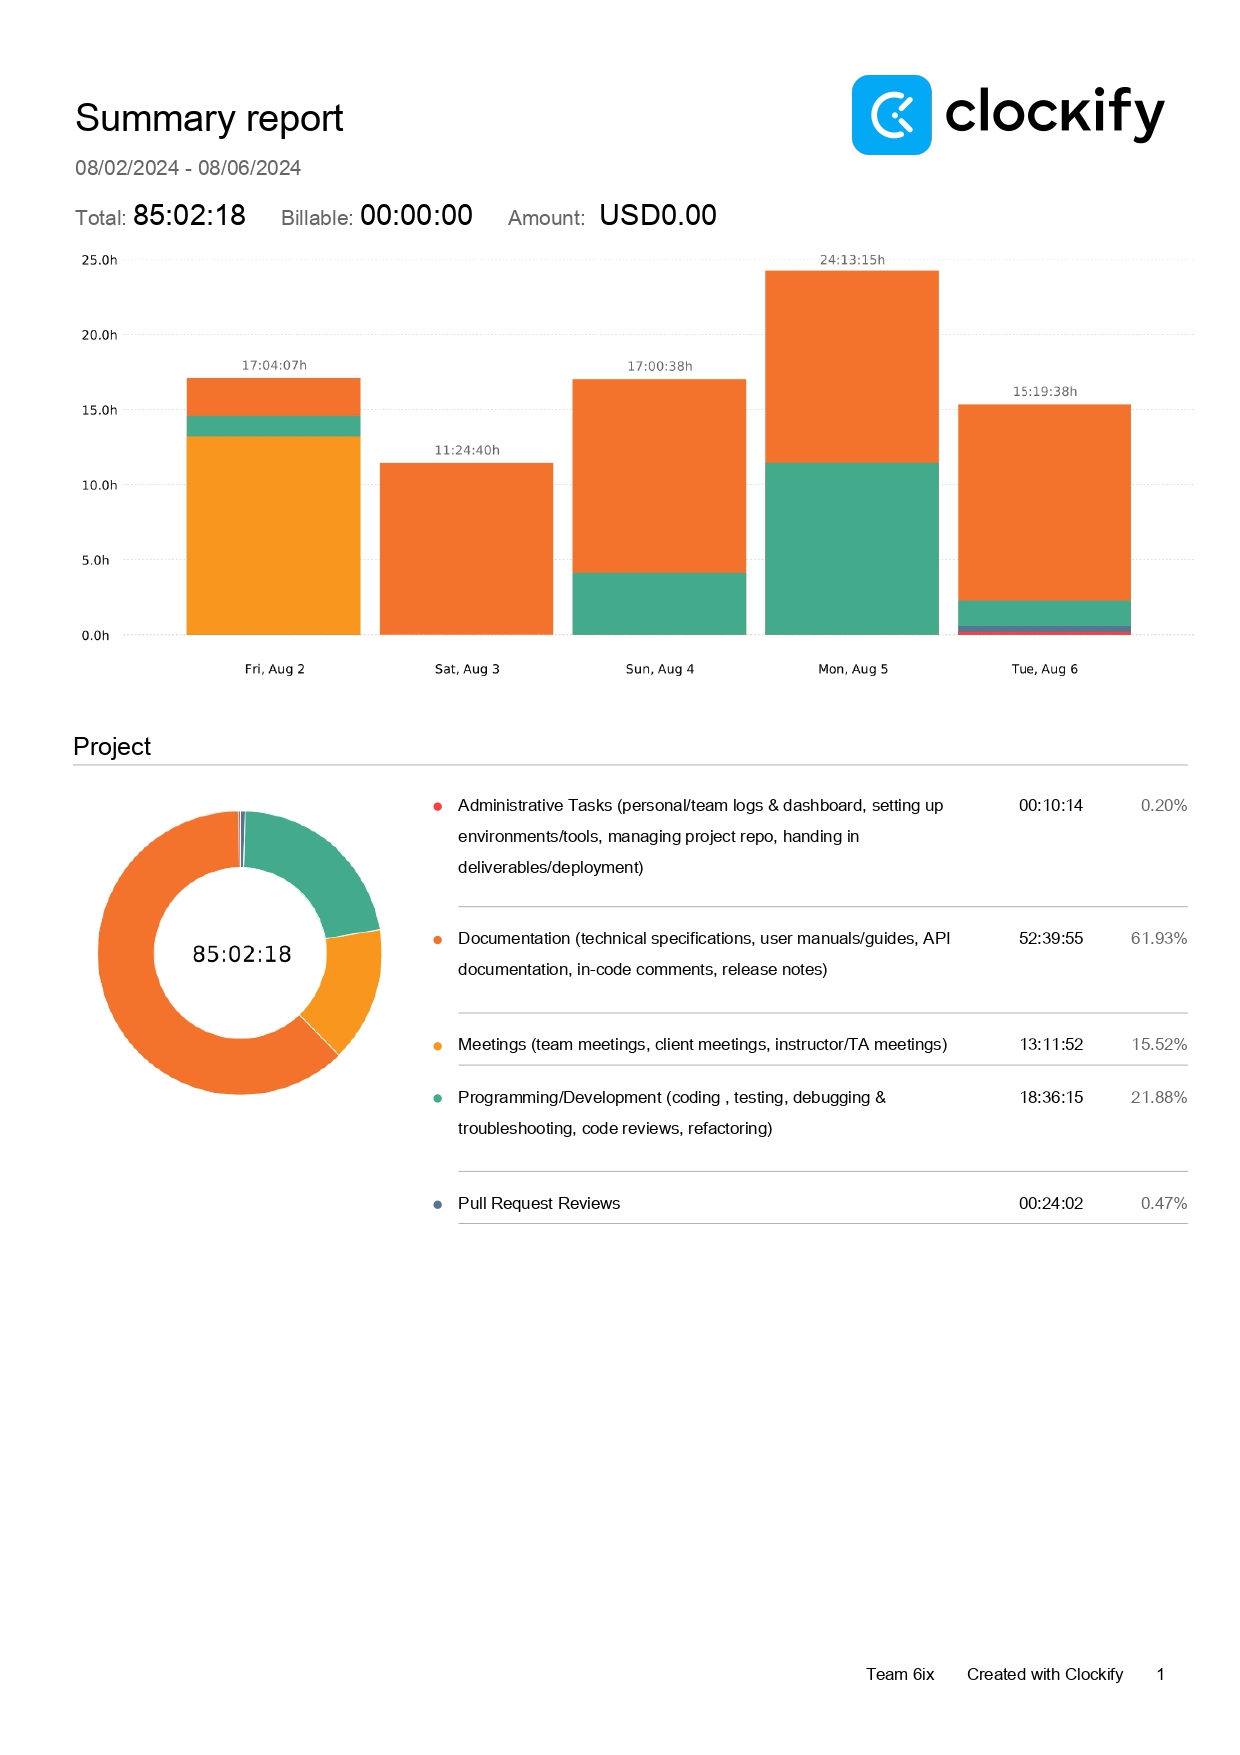 Summary report
clockify
08/02/2024 - 08/06/2024
Total: 85:02:18 Billable: 00:00:00 Amount: USD0.00
25.0h
20.0h
15.0h
10.0h
5.0h
0.0h
17:04:07h
11:24:40h
17:00:38h
24:13:15h
15:19:38h
Fri, Aug 2
Sat, Aug 3
Sun, Aug 4
Mon, Aug 5
Tue, Aug 6
Project
85:02:18
Administrative Tasks (personal/team logs & dashboard, setting up 00:10:14 0.20%
environments/tools, managing project repo, handing in
deliverables/deployment)
Documentation (technical specifications, user manuals/guides, API 52:39:55 61.93%
documentation, in-code comments, release notes)
Meetings (team meetings, client meetings, instructor/TA meetings) 13:11:52 15.52%
Programming/Development (coding , testing, debugging & 18:36:15 21.88%
troubleshooting, code reviews, refactoring)
Pull Request Reviews 00:24:02 0.47%
Team 6ix Created with Clockify 1